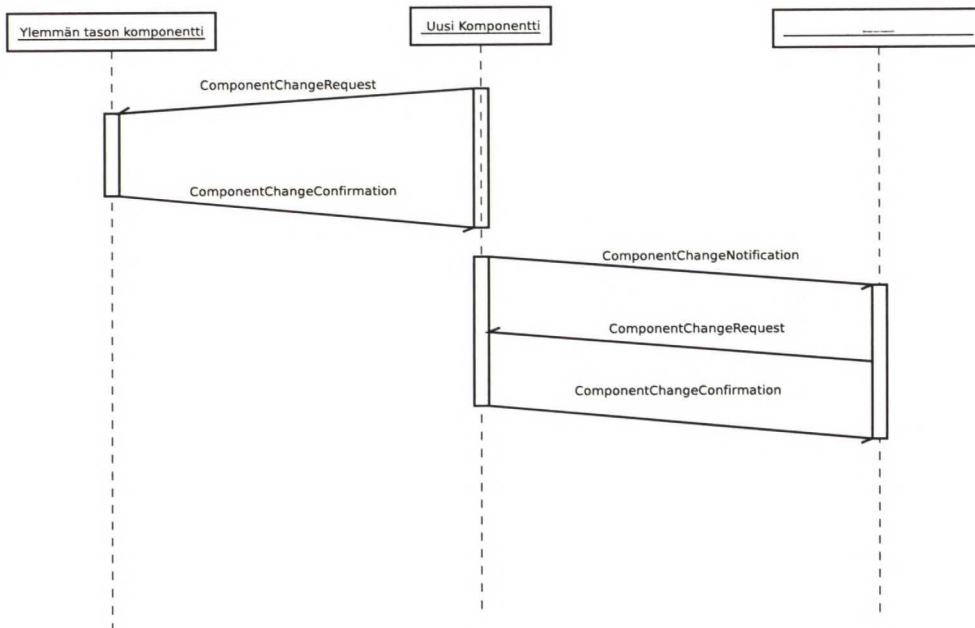 Ylemmän tason komponentti
Uusi Komponentti
ComponentChangeRequest
ComponentChangeConfirmation
ComponentChangeNotification
ComponentChangeRequest
ComponentChangeConfirmation